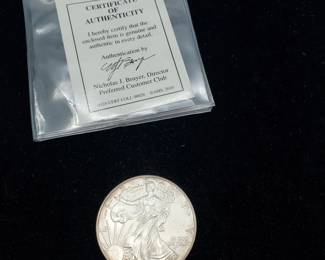 CERTIFICATE
OF
AUTHENTICITY
I hereby certify that the
enclosed item is genuine and
authentic in every detail.
Authentication by
Nicholas J. Bruyer, Director
Preferred Customer Club